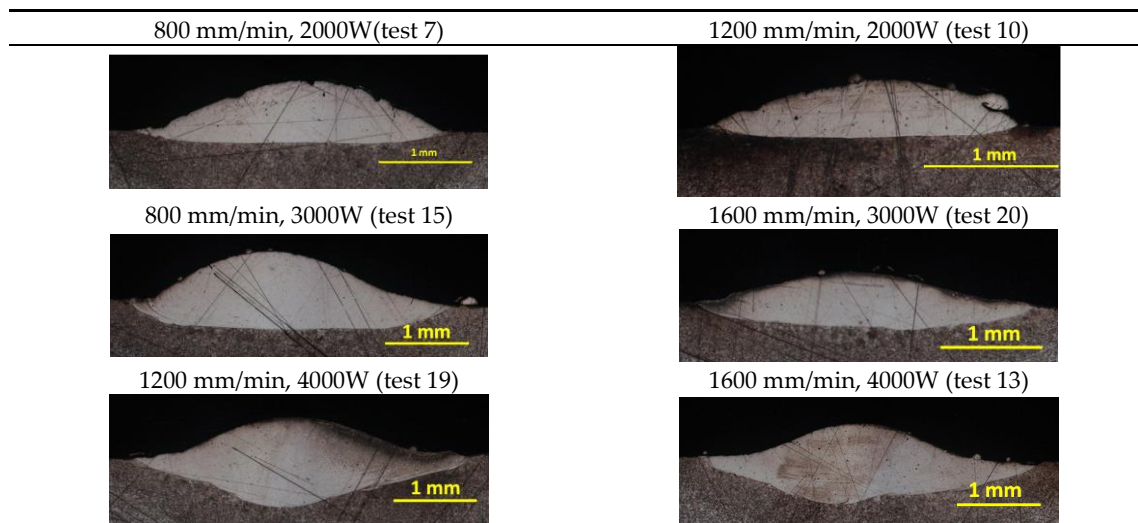 800 mm/min, 2000W(test 7) 1200 mm/min, 2000W (test 10)
1 mm 1 mm
800 mm/min, 3000W (test 15) 1600 mm/min, 3000W (test 20)
1 mm 1 mm
1200 mm/min, 4000W (test 19) 1600 mm/min, 4000W (test 13)
1 mm 1 mm